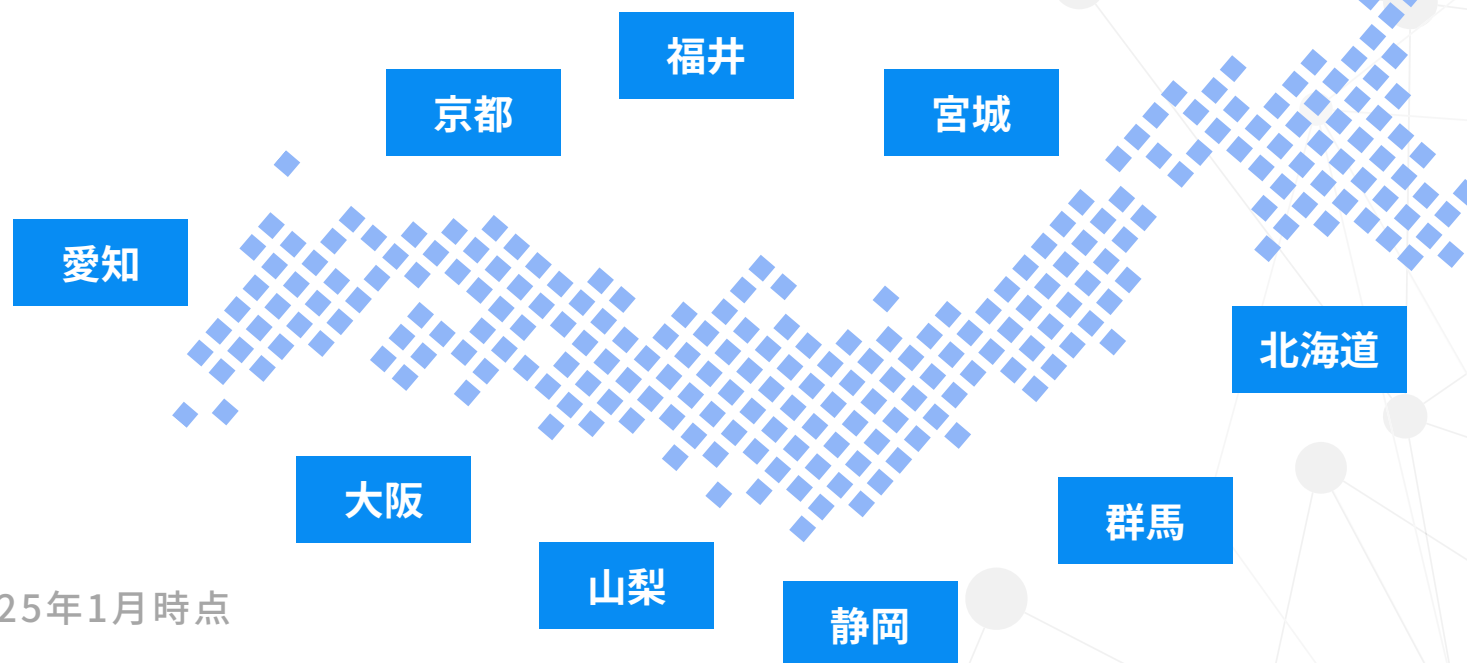 福井
京都
宮城
愛知
北海道
大阪
群馬
山梨
静岡
25年1月時点